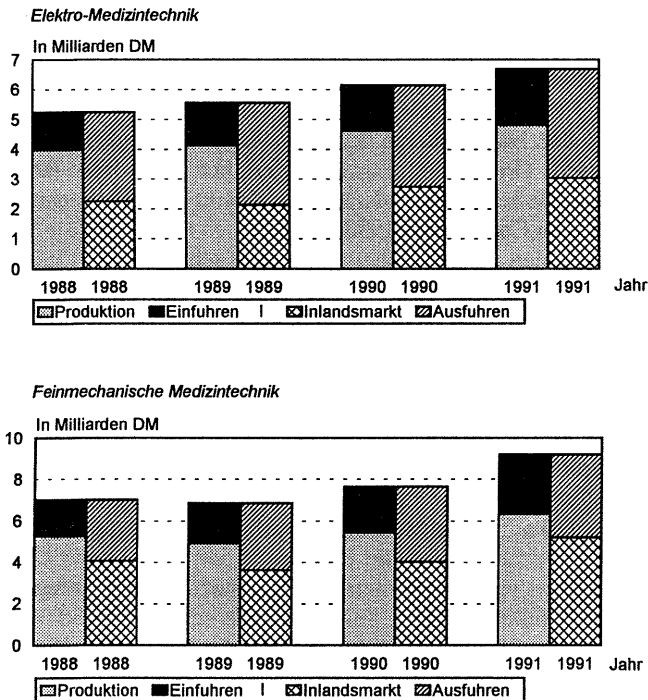 Elektro-Medizintechnik
In Milliarden DM
7
6
5
4
3
2
1
0
1988 1988 1989 1989 1990 1990 1991 1991 Jahr
Produktion Einfuhren | Inlandsmarkt Ausfuhren
Feinmechanische Medizintechnik
In Milliarden DM
10
8
6
4
2
0
1988 1988 1989 1989 1990 1990 1991 1991 Jahr
Produktion Einfuhren | Inlandsmarkt Ausfuhren